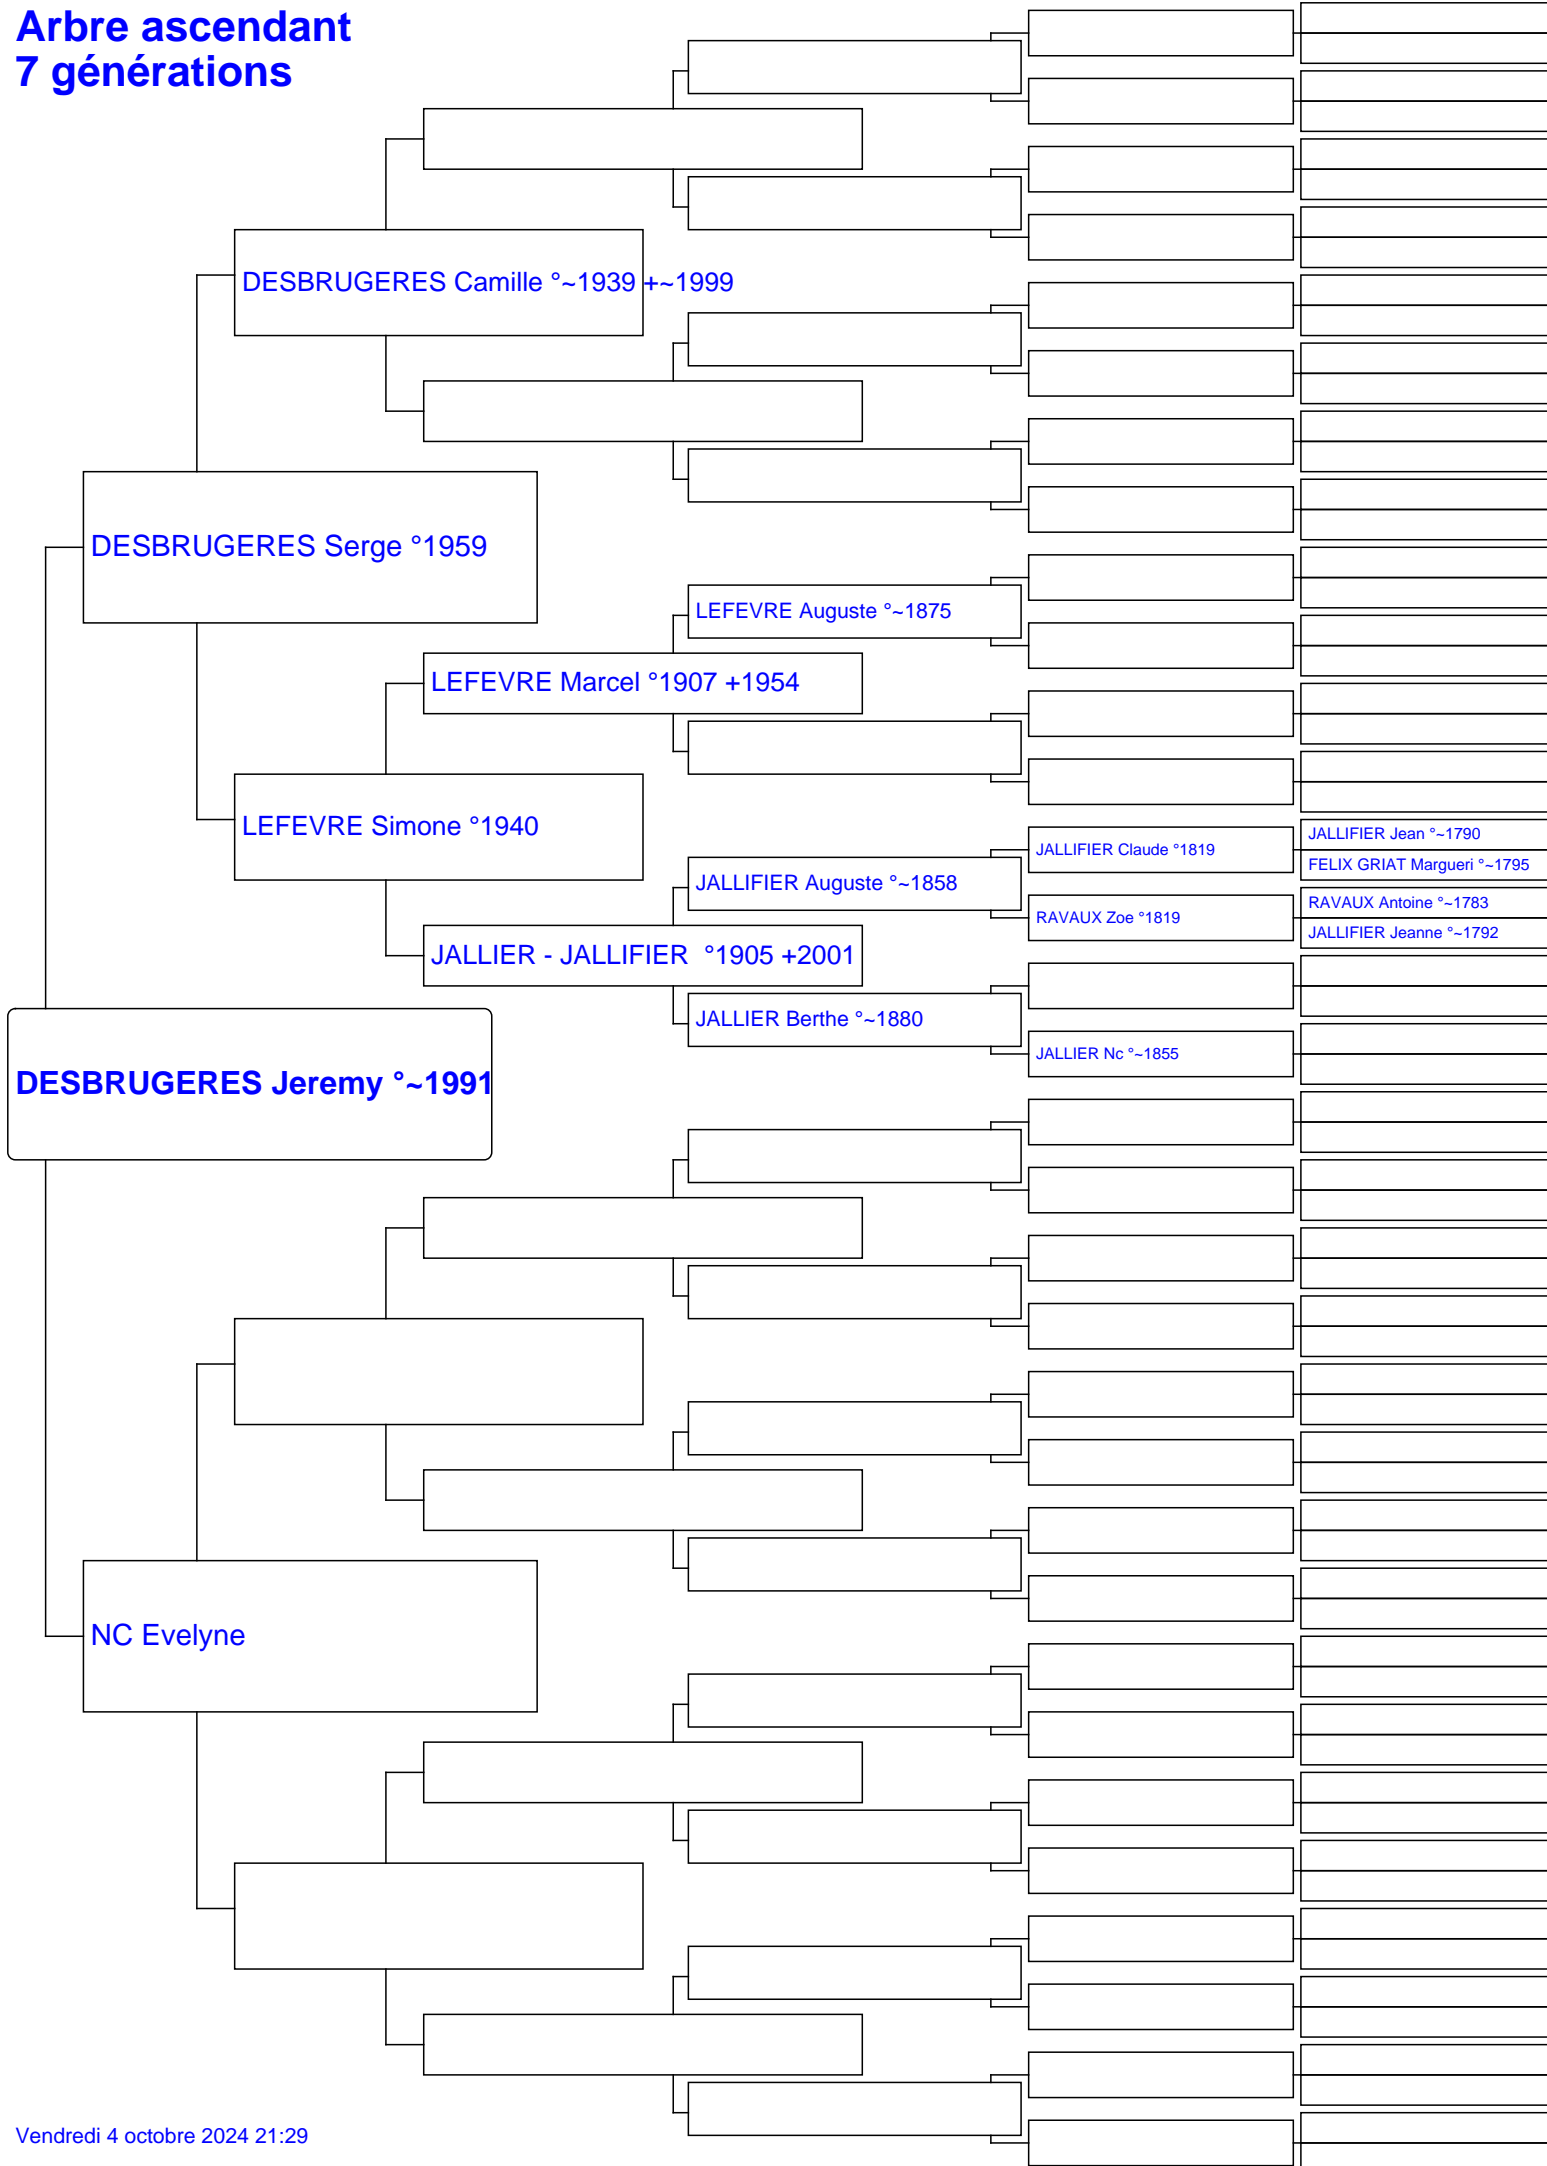 Arbre ascendant
7 générations
DESBRUGERES Camille °~1939 +~1999
DESBRUGERES Serge °1959
LEFEVRE Auguste °~1875
LEFEVRE Marcel °1907 +1954
LEFEVRE Simone °1940
JALLIFIER Jean °~1790
JALLIFIER Claude °1819
FELIX GRIAT Margueri °~1795
JALLIFIER Auguste °~1858
RAVAUX Antoine °~1783
RAVAUX Zoe °1819
JALLIFIER Jeanne °~1792
JALLIER - JALLIFIER  °1905 +2001
JALLIER Berthe °~1880
JALLIER Nc °~1855
DESBRUGERES Jeremy °~1991
NC Evelyne
Vendredi 4 octobre 2024 21:29